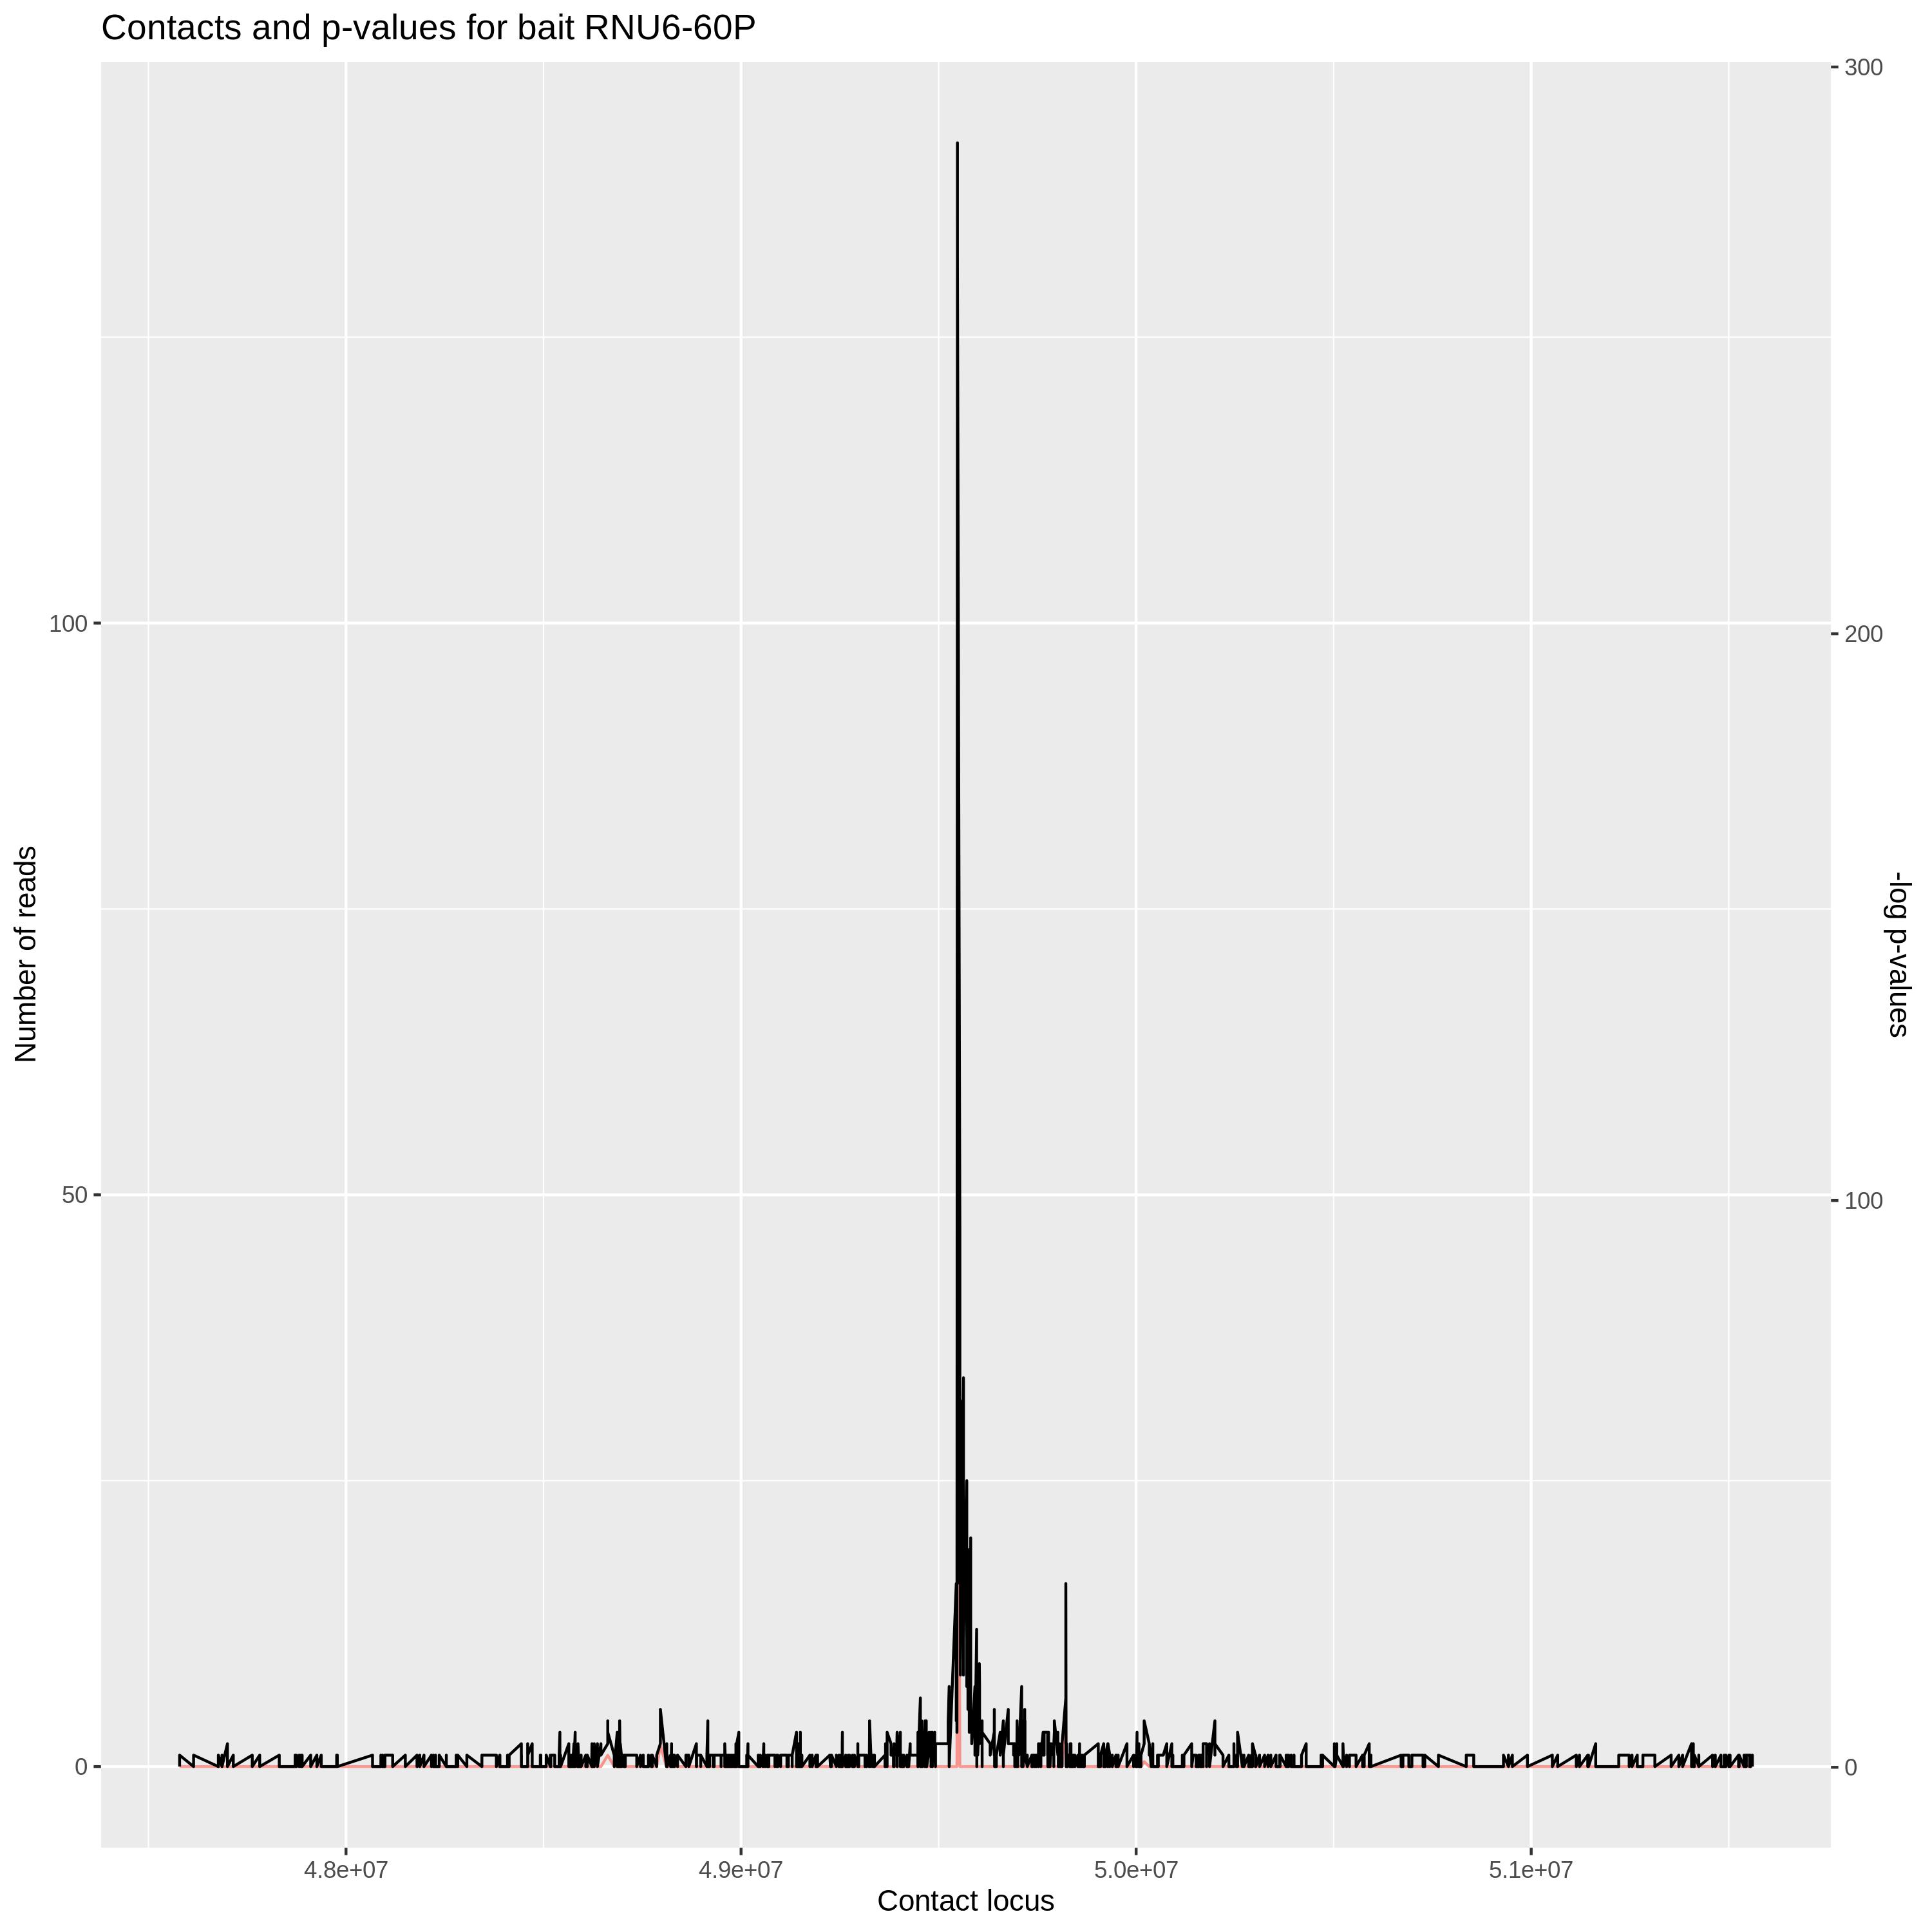 Contacts and p-values for bait RNU6-60P
300
100
200
50
100
0
0
Number of reads
-log p-values
4.8e+07
4.9e+07
5.0e+07
5.1e+07
Contact locus